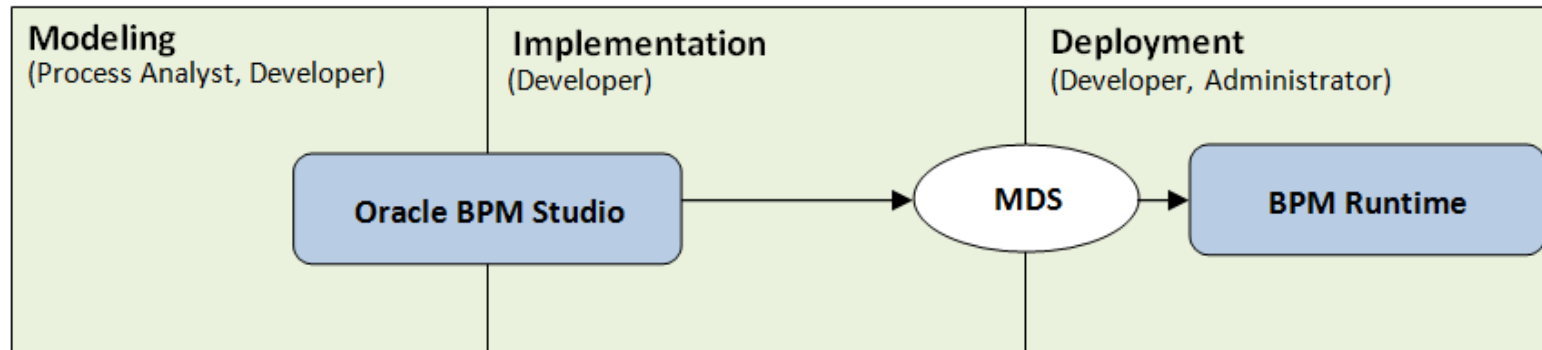 Modeling
(Process Analyst, Developer)
Implementation
(Developer)
Deployment
(Developer, Administrator)
Oracle BPM Studio
MDS
BPM Runtime